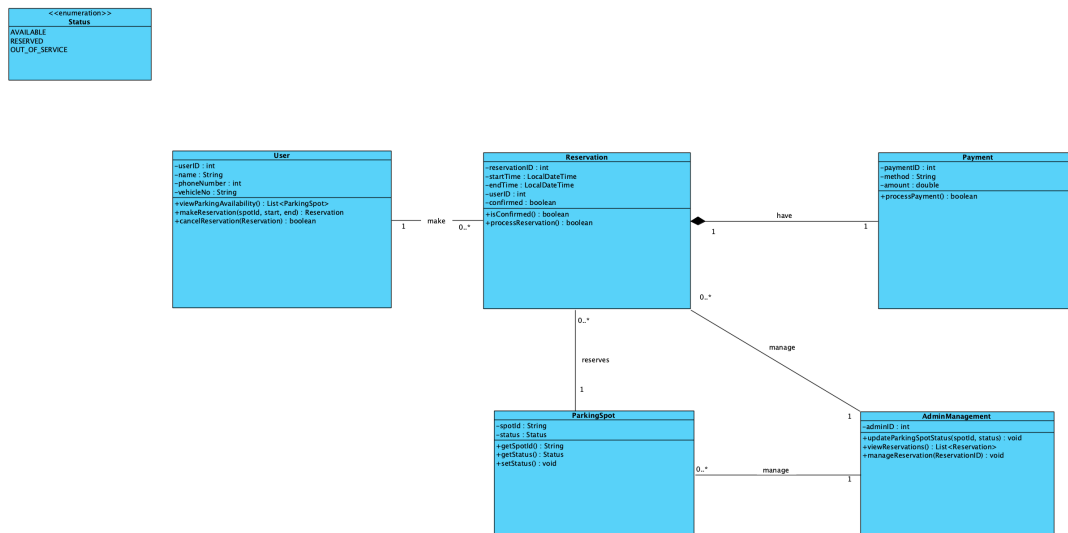 <<enumeration>>
Status
AVAILABLE
RESERVED
OUT_OF_SERVICE
User
-userID : int
-name : String
-phoneNumber : int
-vehicleNo : String
+viewParkingAvailability() : List<ParkingSpot>
+makeReservation(spotId, start, end) : Reservation
+cancelReservation(Reservation) : boolean
1
make
0..*
Reservation
-reservationID : int
-startTime : LocalDateTime
-endTime : LocalDateTime
-userID : int
-confirmed : boolean
+isConfirmed() : boolean
+processReservation() : boolean
1
have
1
Payment
-paymentID : int
-method : String
-amount : double
+processPayment() : boolean
0..*
reserves
1
0..*
manage
1
ParkingSpot
-spotId : String
-status : Status
+getSpotId() : String
+getStatus() : Status
+setStatus() : void
0..*
manage
1
AdminManagement
-adminID : int
+updateParkingSpotStatus(spotId, status) : void
+viewReservations() : List<Reservation>
+manageReservation(ReservationID) : void